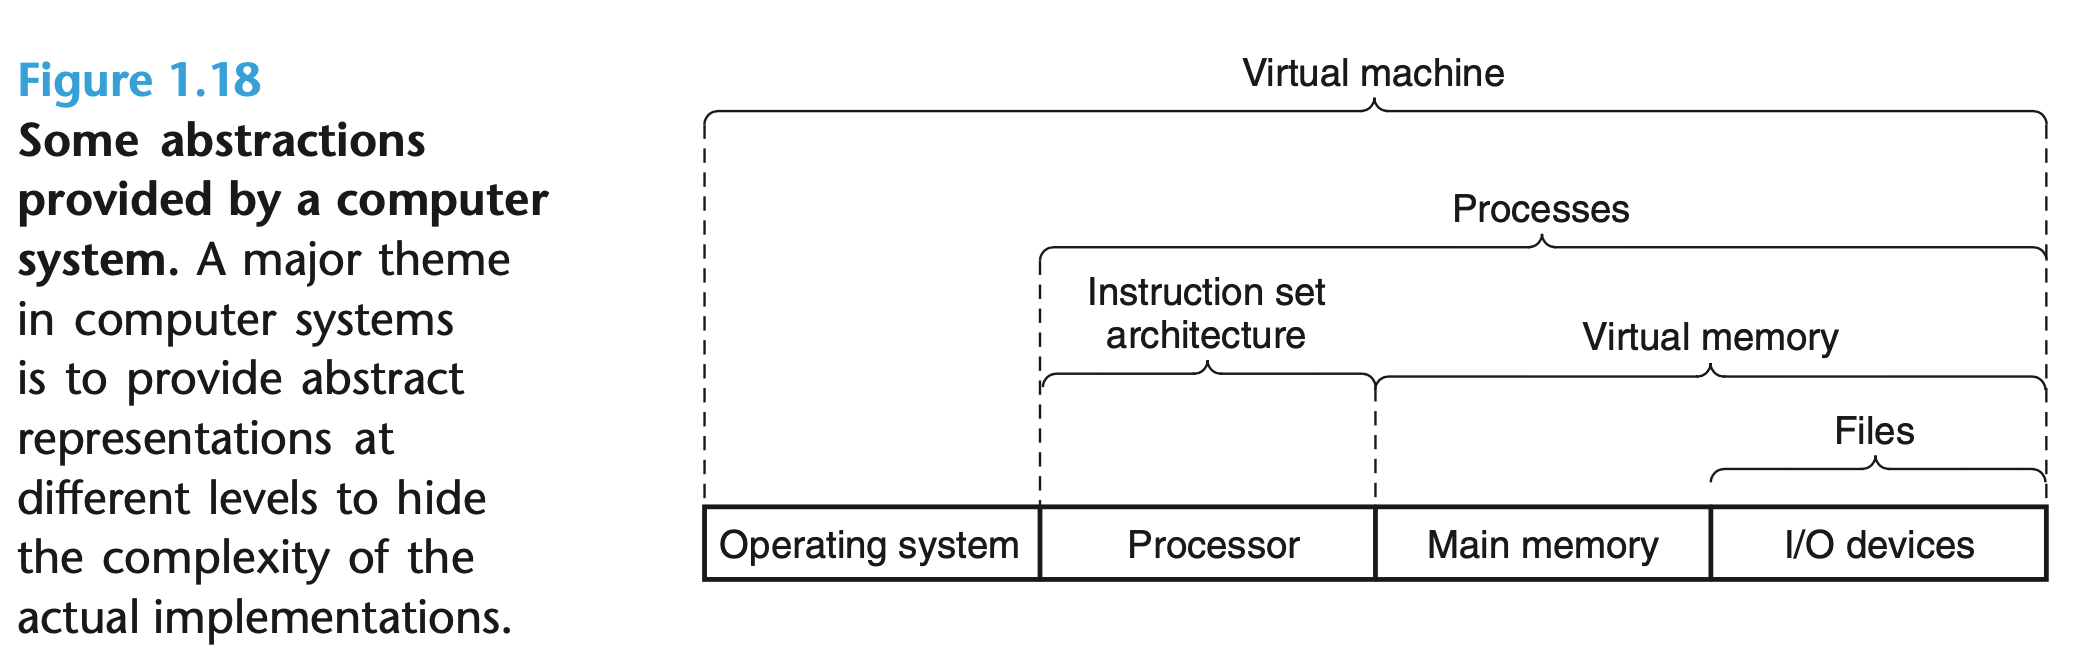 Figure 1.18
Some abstractions
provided by a computer
system. A major theme
in computer systems
is to provide abstract
representations at
different levels to hide
the complexity of the
actual implementations.
Virtual machine
Processes
Instruction set
architecture
Virtual memory
Files
Operating system
Processor
Main memory
I/O devices